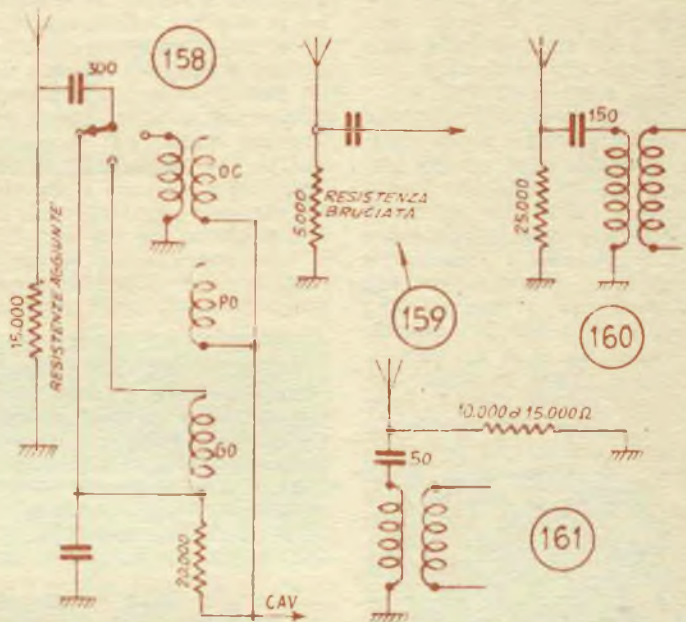 300
158
OC
15.000
RESISTENZE AGGIUNTE
PO
GO
20.000
CAV
5.000
RESISTENZA
BRUCIATA
159
150
25.000
160
10.000 a 15.000 Ω
50
161